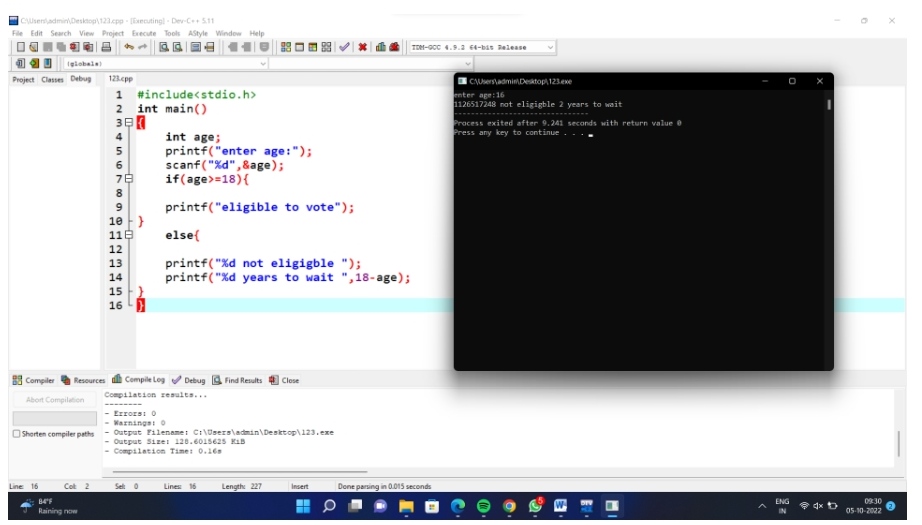 C:\Users\admin\Desktop\123.cpp - [Executing] - Dev-C++ 5.11
File Edit Search View Project Execute Tools AStyle Window Help
TDM-GCC 4.9.2 64-bit Release
(globals)
Project Classes Debug
123.cpp
1 #include<stdio.h>
2 int main()
3 {
4 int age;
5 printf("enter age:");
6 scanf("%d",&age);
7 if(age>=18){
8
9 printf("eligible to vote");
10 }
11 else{
12
13 printf("%d not eligigble ");
14 printf("%d years to wait ",18-age);
15 }
16 }
C:\Users\admin\Desktop\123.exe
enter age:16
1126517248 not eligigble 2 years to wait
--------------------------------
Process exited after 9.241 seconds with return value 0
Press any key to continue . . .
Compiler Resources Compile Log Debug Find Results Close
Abort Compilation
Shorten compiler paths
Compilation results...
--------
- Errors: 0
- Warnings: 0
- Output Filename: C:\Users\admin\Desktop\123.exe
- Output Size: 128.6015625 KiB
- Compilation Time: 0.16s
Line: 16 Col: 2 Sel: 0 Lines: 16 Length: 227 Insert Done parsing in 0.015 seconds
84°F
Raining now
ENG
IN
09:30
05-10-2022
2